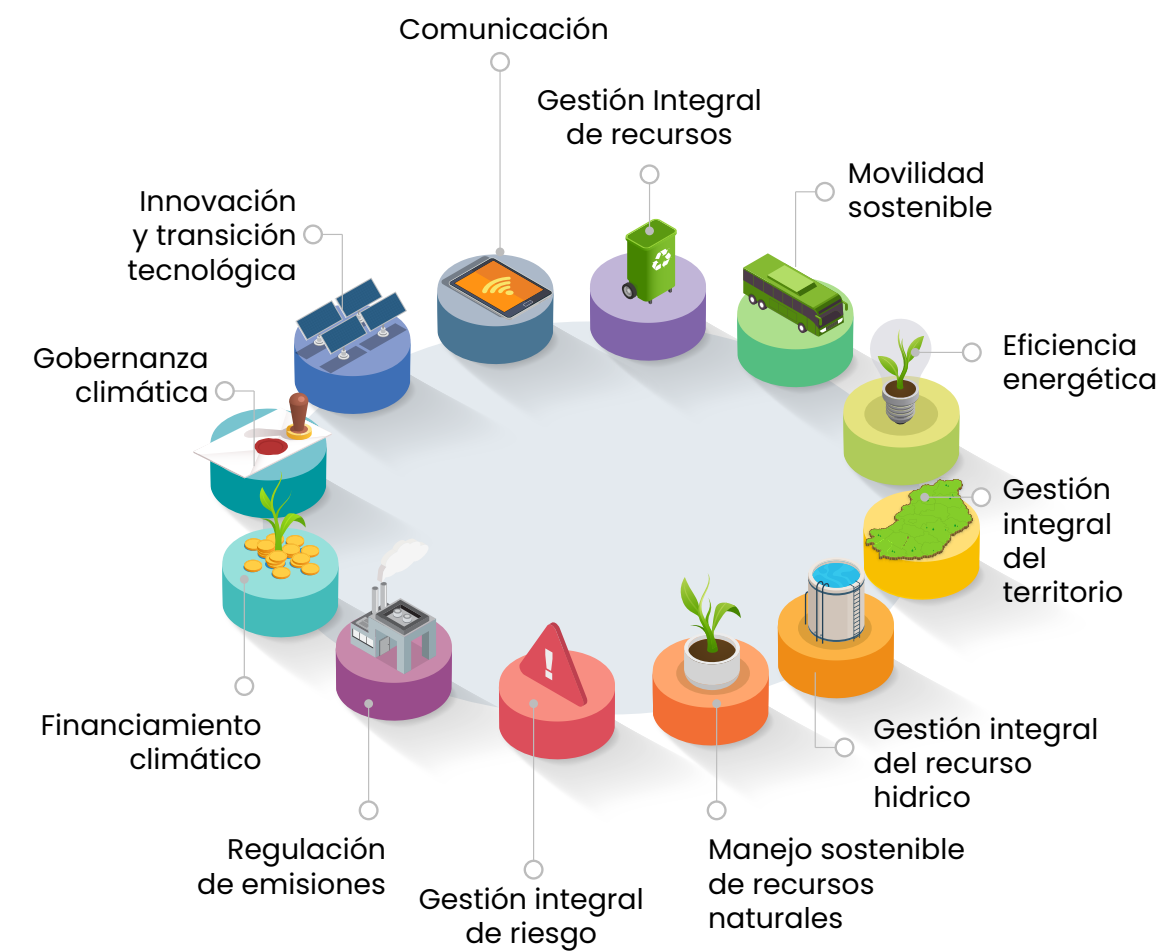 Comunicación
Gestión Integral
de recursos
Movilidad
sostenible
Innovación
y transición
tecnológica
Gobernanza
climática
Eficiencia
energética
Gestión
integral
del
territorio
Financiamiento
climático
Gestión integral
del recurso
hidrico
Regulación
de emisiones
Gestión integral
de riesgo
Manejo sostenible
de recursos
naturales